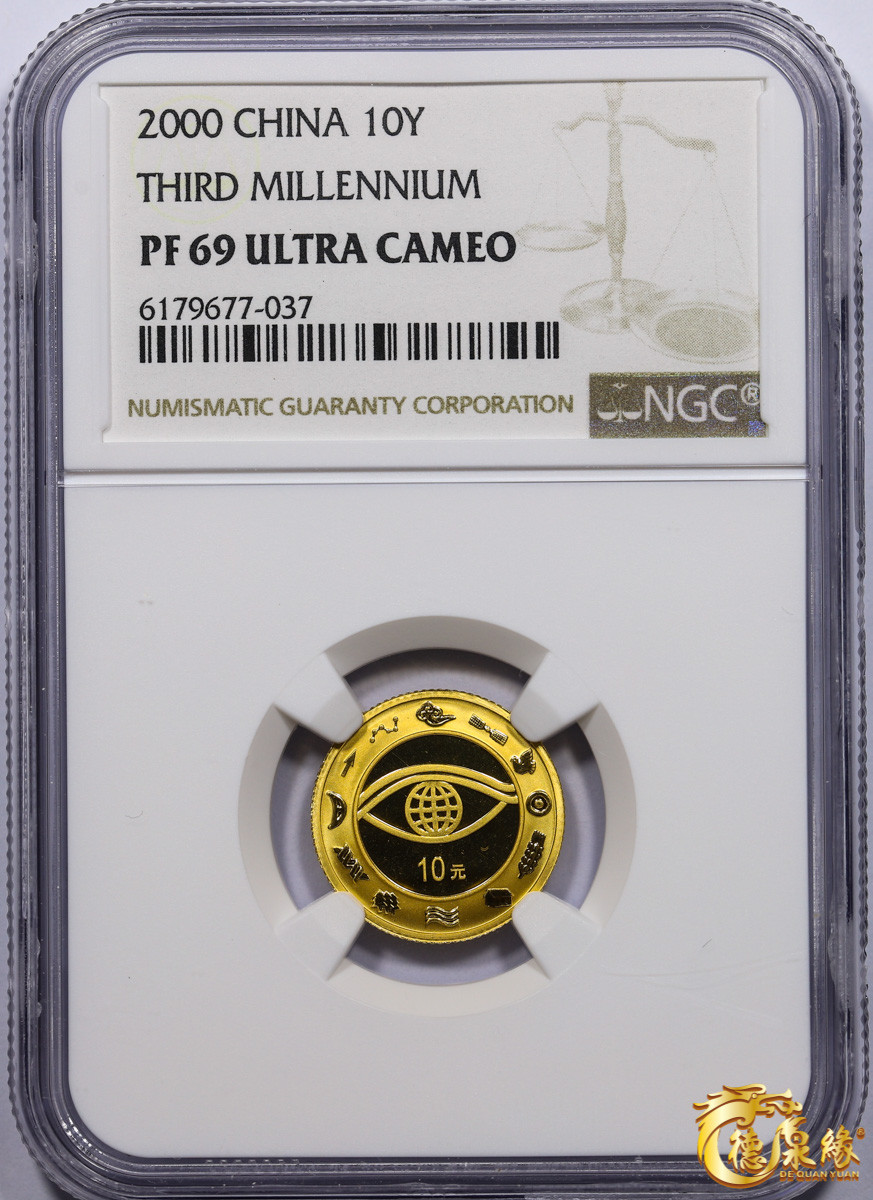 2000 CHINA 10Y
THIRD MILLENNIUM
PF 69 ULTRA CAMEO
6179677-037
NUMISMATIC GUARANTY CORPORATION
NGC®
10元
德泉緣®
DE QUAN YUAN